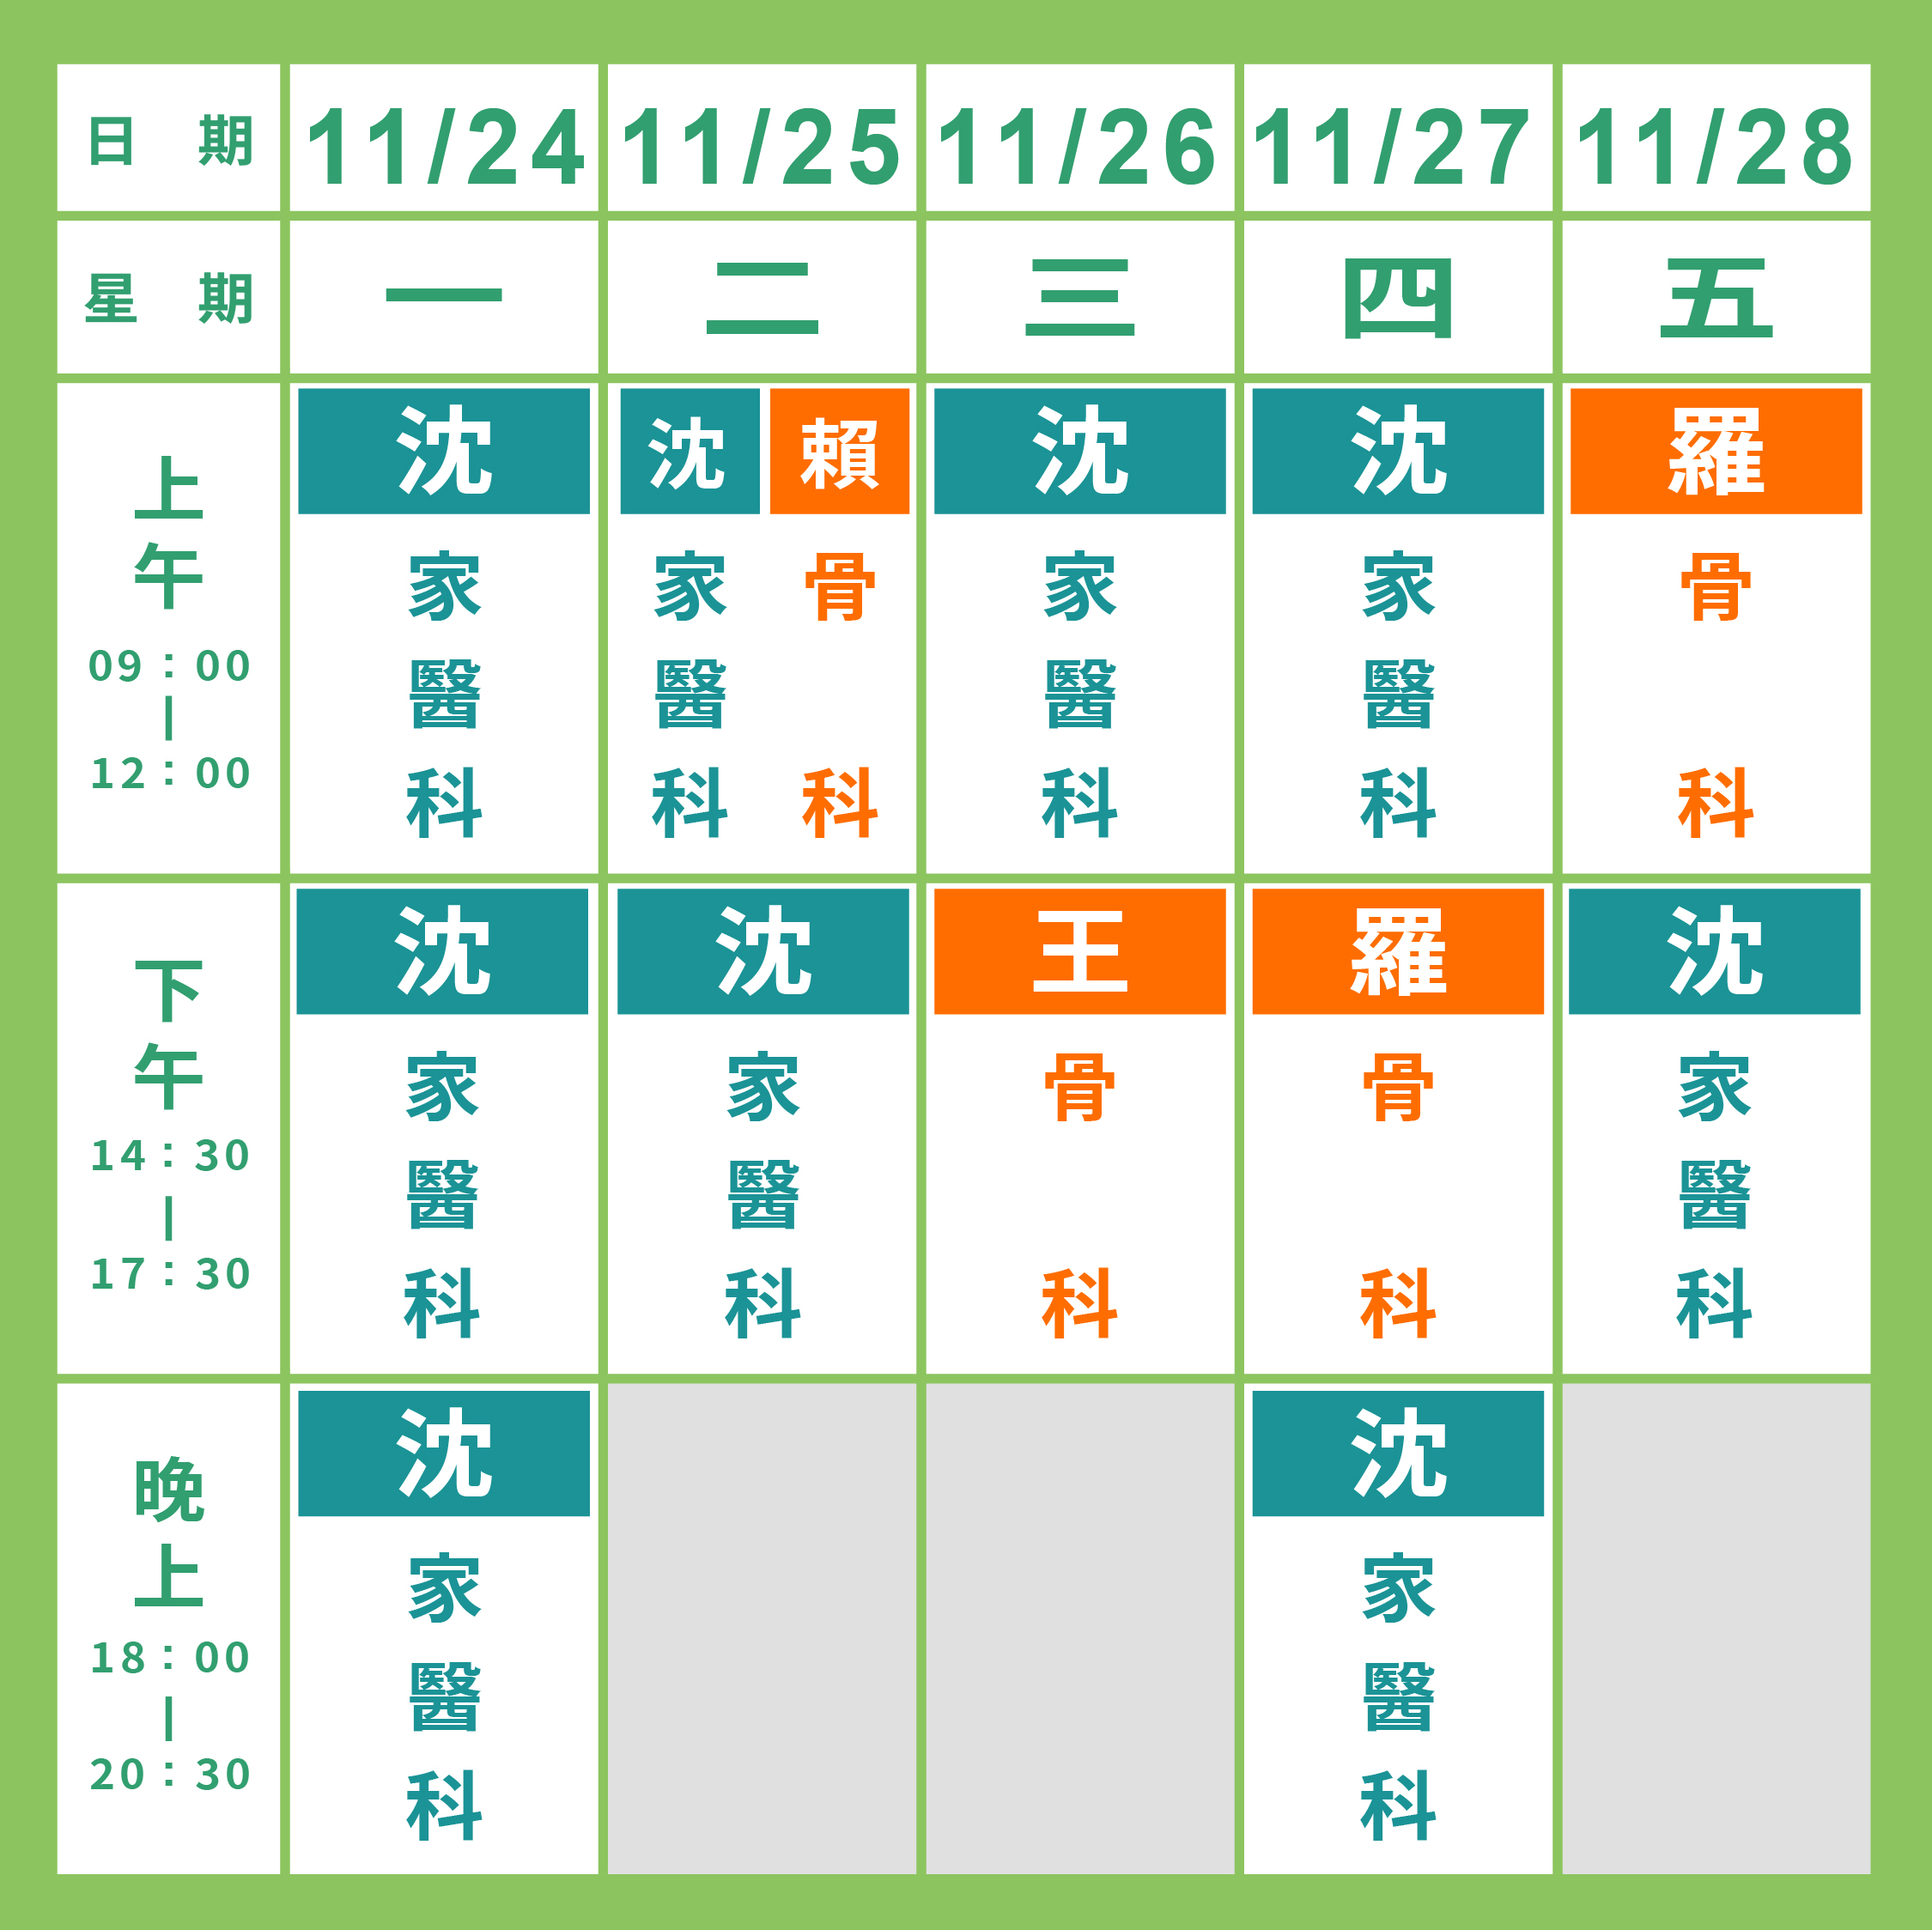 日 期 11/24 11/25 11/26 11/27 11/28
星 期 一 二 三 四 五
上午
09:00
|
12:00
沈
家醫科
沈 賴
家醫科 骨科
沈
家醫科
沈
家醫科
羅
骨科
下午
14:30
|
17:30
沈
家醫科
沈
家醫科
王
骨科
羅
骨科
沈
家醫科
晚上
18:00
|
20:30
沈
家醫科
沈
家醫科